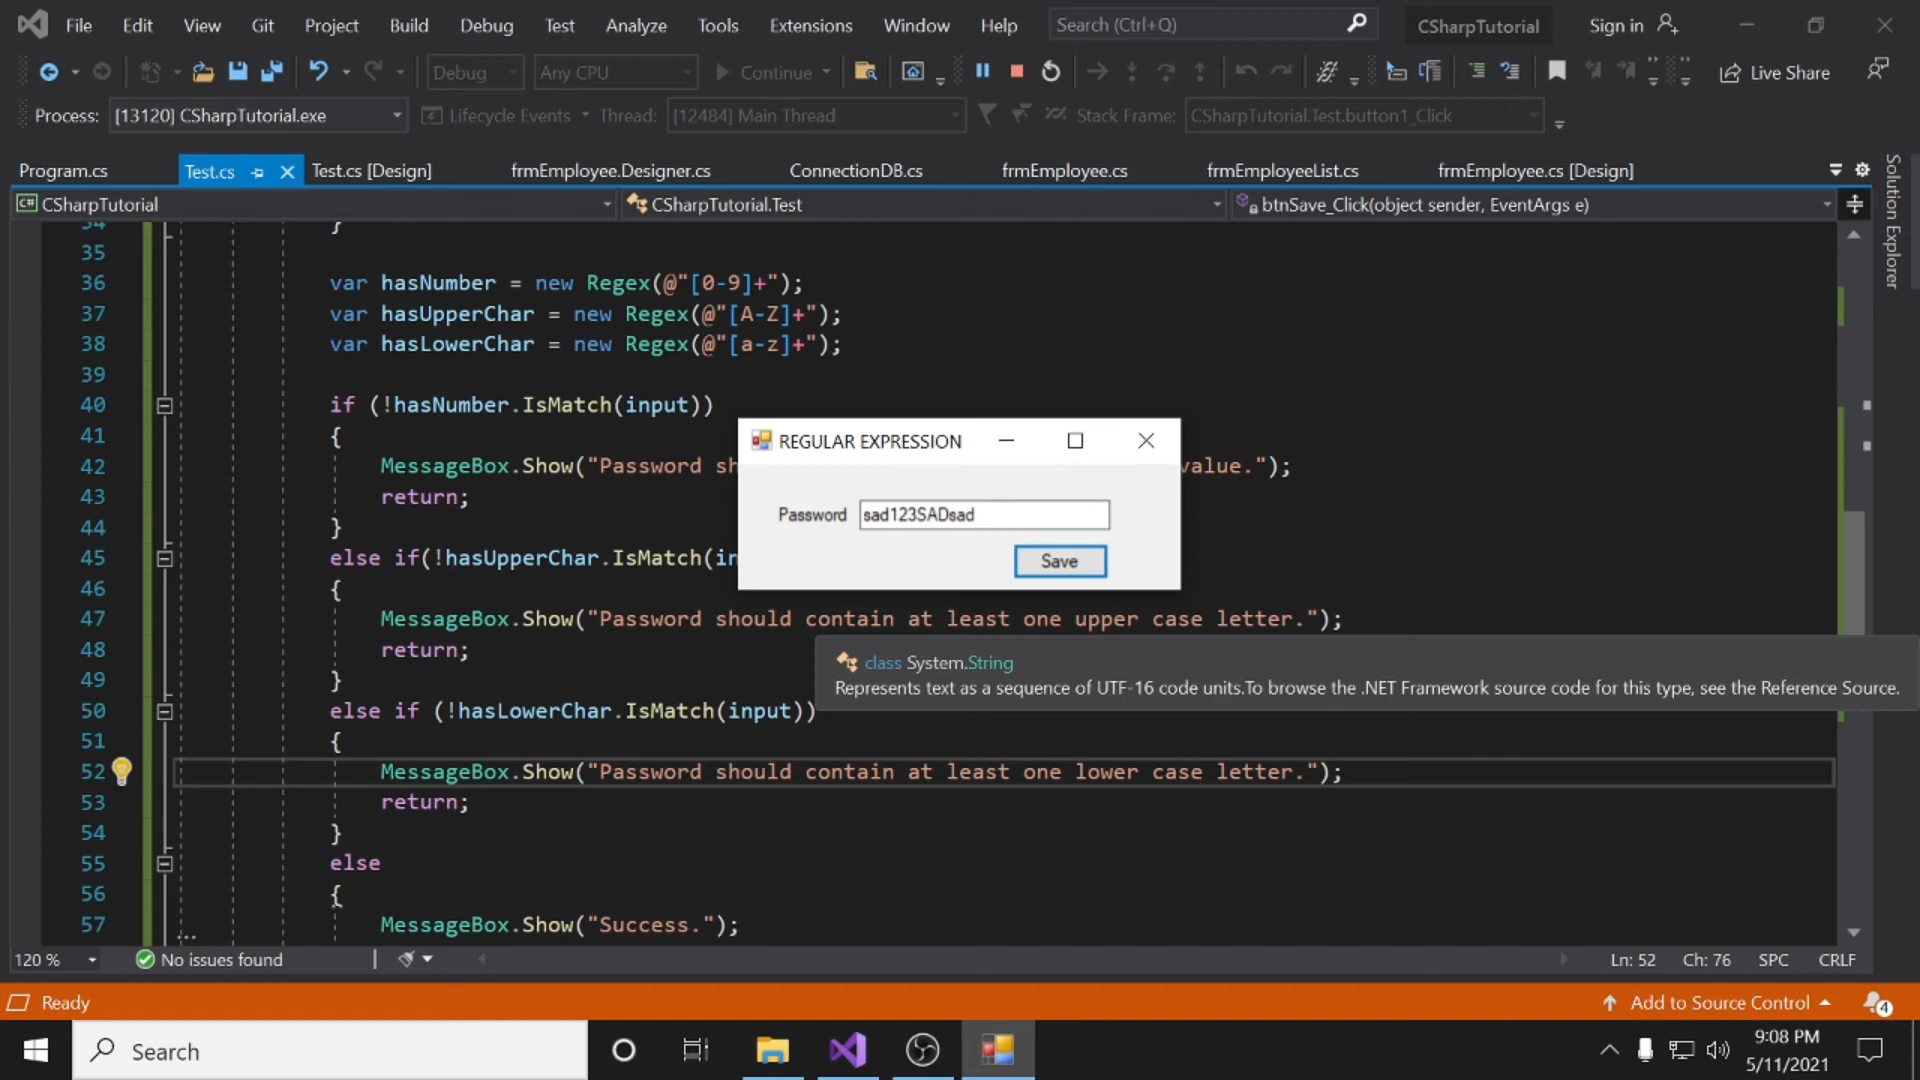 File Edit View Git Project Build Debug Test Analyze Tools Extensions Window Help Search (Ctrl+Q) CSharpTutorial Sign in
Debug Any CPU Continue Live Share
Process: [13120] CSharpTutorial.exe Lifecycle Events Thread: [12484] Main Thread Stack Frame: CSharpTutorial.Test.button1_Click
Program.cs Test.cs Test.cs [Design] frmEmployee.Designer.cs ConnectionDB.cs frmEmployee.cs frmEmployeeList.cs frmEmployee.cs [Design]
Solution Explorer
C# CSharpTutorial CSharpTutorial.Test btnSave_Click(object sender, EventArgs e)
34 }
35
36 var hasNumber = new Regex(@"[0-9]+");
37 var hasUpperChar = new Regex(@"[A-Z]+");
38 var hasLowerChar = new Regex(@"[a-z]+");
39
40 if (!hasNumber.IsMatch(input))
41 {
42 MessageBox.Show("Password sh value.");
43 return;
44 }
45 else if(!hasUpperChar.IsMatch(in
46 {
47 MessageBox.Show("Password should contain at least one upper case letter.");
48 return;
49 }
50 else if (!hasLowerChar.IsMatch(input))
51 {
52 MessageBox.Show("Password should contain at least one lower case letter.");
53 return;
54 }
55 else
56 {
57 MessageBox.Show("Success.");
...
REGULAR EXPRESSION
Password sad123SADsad
Save
class System.String
Represents text as a sequence of UTF-16 code units.To browse the .NET Framework source code for this type, see the Reference Source.
120 % No issues found Ln: 52 Ch: 76 SPC CRLF
Ready Add to Source Control 4
Search 9:08 PM
5/11/2021